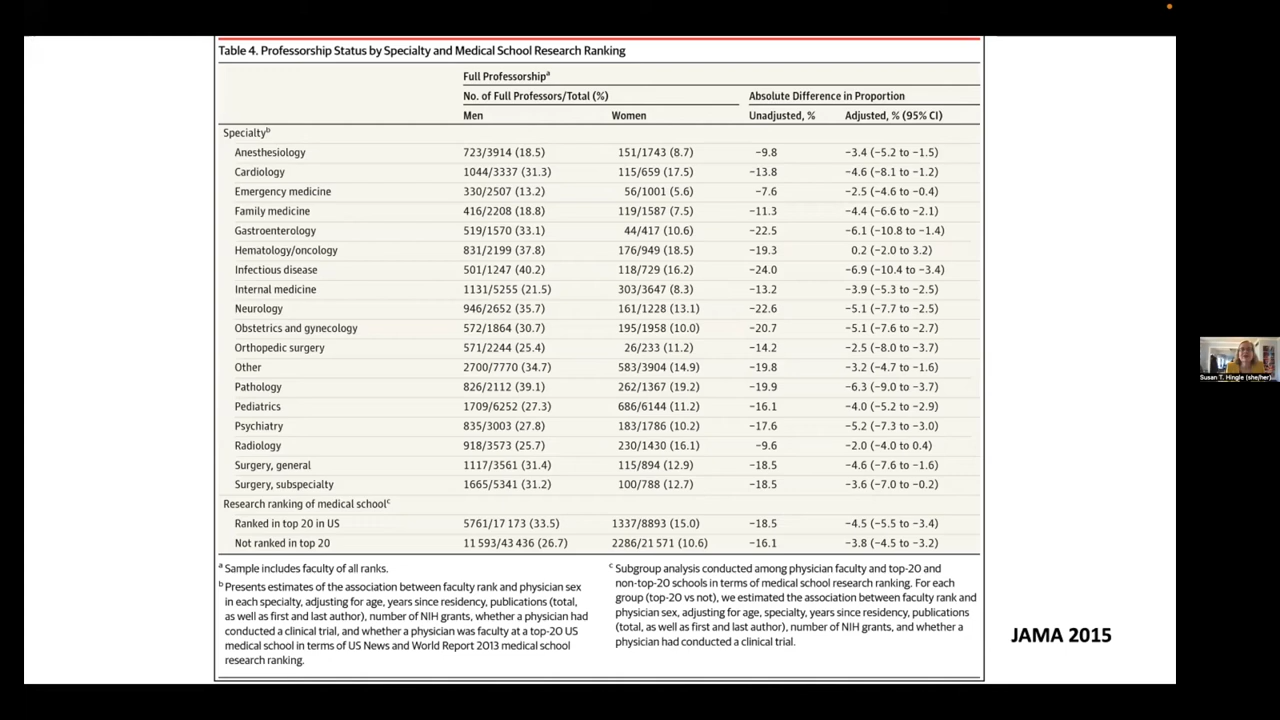 Table 4. Professorship Status by Specialty and Medical School Research Ranking
Full Professorshipᵃ
No. of Full Professors/Total (%) Absolute Difference in Proportion
Men Women Unadjusted, % Adjusted, % (95% CI)
Specialtyᵇ
Anesthesiology 723/3914 (18.5) 151/1743 (8.7) −9.8 −3.4 (−5.2 to −1.5)
Cardiology 1044/3337 (31.3) 115/659 (17.5) −13.8 −4.6 (−8.1 to −1.2)
Emergency medicine 330/2507 (13.2) 56/1001 (5.6) −7.6 −2.5 (−4.6 to −0.4)
Family medicine 416/2208 (18.8) 119/1587 (7.5) −11.3 −4.4 (−6.6 to −2.1)
Gastroenterology 519/1570 (33.1) 44/417 (10.6) −22.5 −6.1 (−10.8 to −1.4)
Hematology/oncology 831/2199 (37.8) 176/949 (18.5) −19.3 0.2 (−2.0 to 3.2)
Infectious disease 501/1247 (40.2) 118/729 (16.2) −24.0 −6.9 (−10.4 to −3.4)
Internal medicine 1131/5255 (21.5) 303/3647 (8.3) −13.2 −3.9 (−5.3 to −2.5)
Neurology 946/2652 (35.7) 161/1228 (13.1) −22.6 −5.1 (−7.7 to −2.5)
Obstetrics and gynecology 572/1864 (30.7) 195/1958 (10.0) −20.7 −5.1 (−7.6 to −2.7)
Orthopedic surgery 571/2244 (25.4) 26/233 (11.2) −14.2 −2.5 (−8.0 to −3.7)
Other 2700/7770 (34.7) 583/3904 (14.9) −19.8 −3.2 (−4.7 to −1.6)
Pathology 826/2112 (39.1) 262/1367 (19.2) −19.9 −6.3 (−9.0 to −3.7)
Pediatrics 1709/6252 (27.3) 686/6144 (11.2) −16.1 −4.0 (−5.2 to −2.9)
Psychiatry 835/3003 (27.8) 183/1786 (10.2) −17.6 −5.2 (−7.3 to −3.0)
Radiology 918/3573 (25.7) 230/1430 (16.1) −9.6 −2.0 (−4.0 to 0.4)
Surgery, general 1117/3561 (31.4) 115/894 (12.9) −18.5 −4.6 (−7.6 to −1.6)
Surgery, subspecialty 1665/5341 (31.2) 100/788 (12.7) −18.5 −3.6 (−7.0 to −0.2)
Research ranking of medical schoolᶜ
Ranked in top 20 in US 5761/17 173 (33.5) 1337/8893 (15.0) −18.5 −4.5 (−5.5 to −3.4)
Not ranked in top 20 11 593/43 436 (26.7) 2286/21 571 (10.6) −16.1 −3.8 (−4.5 to −3.2)
ᵃ Sample includes faculty of all ranks.
ᵇ Presents estimates of the association between faculty rank and physician sex
in each specialty, adjusting for age, years since residency, publications (total,
as well as first and last author), number of NIH grants, whether a physician had
conducted a clinical trial, and whether a physician was faculty at a top-20 US
medical school in terms of US News and World Report 2013 medical school
research ranking.
ᶜ Subgroup analysis conducted among physician faculty and top-20 and
non-top-20 schools in terms of medical school research ranking. For each
group (top-20 vs not), we estimated the association between faculty rank and
physician sex, adjusting for age, specialty, years since residency, publications
(total, as well as first and last author), number of NIH grants, and whether a
physician had conducted a clinical trial.
JAMA 2015
Susan T. Hingle (she/her)